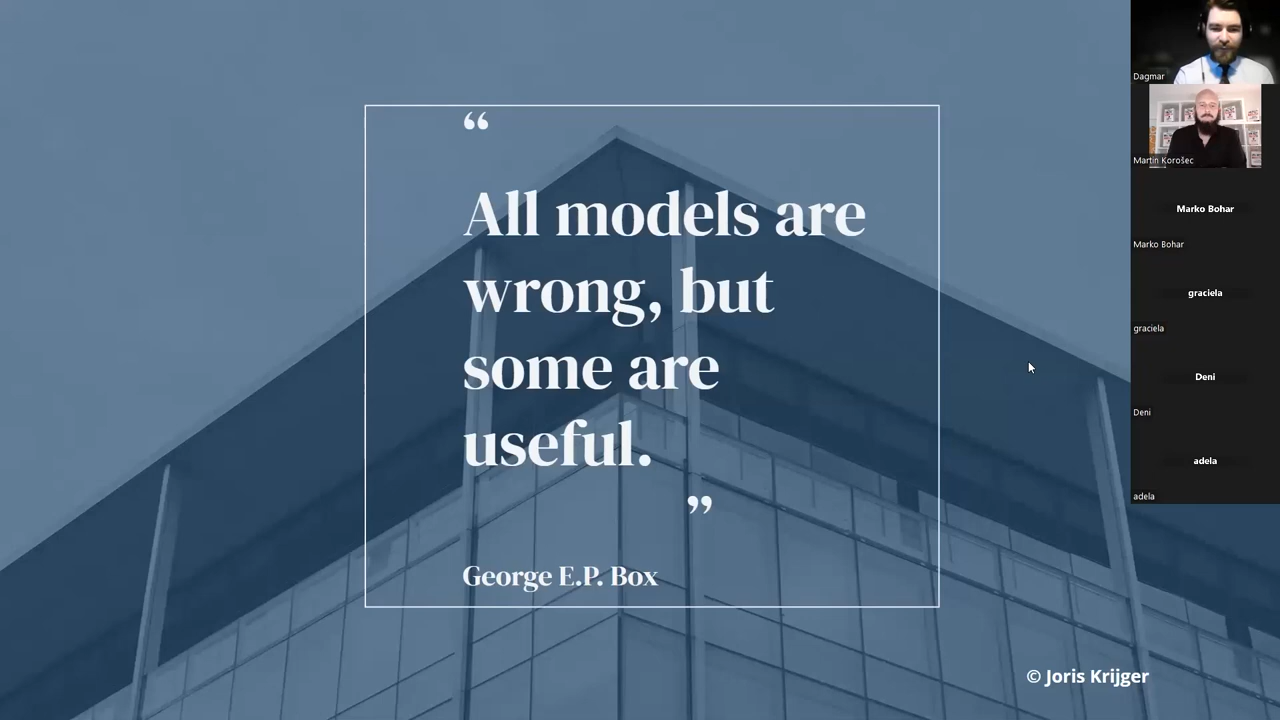 “
All models are
wrong, but
some are
useful.
”
George E.P. Box
© Joris Krijger
Dagmar
Martin Korošec
Marko Bohar
Marko Bohar
graciela
graciela
Deni
Deni
adela
adela